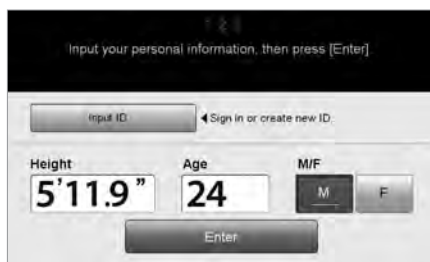 Input your personal information, then press [Enter].
Input ID
◀ Sign in or create new ID.
Height Age M/F
5'11.9" 24 M F
Enter